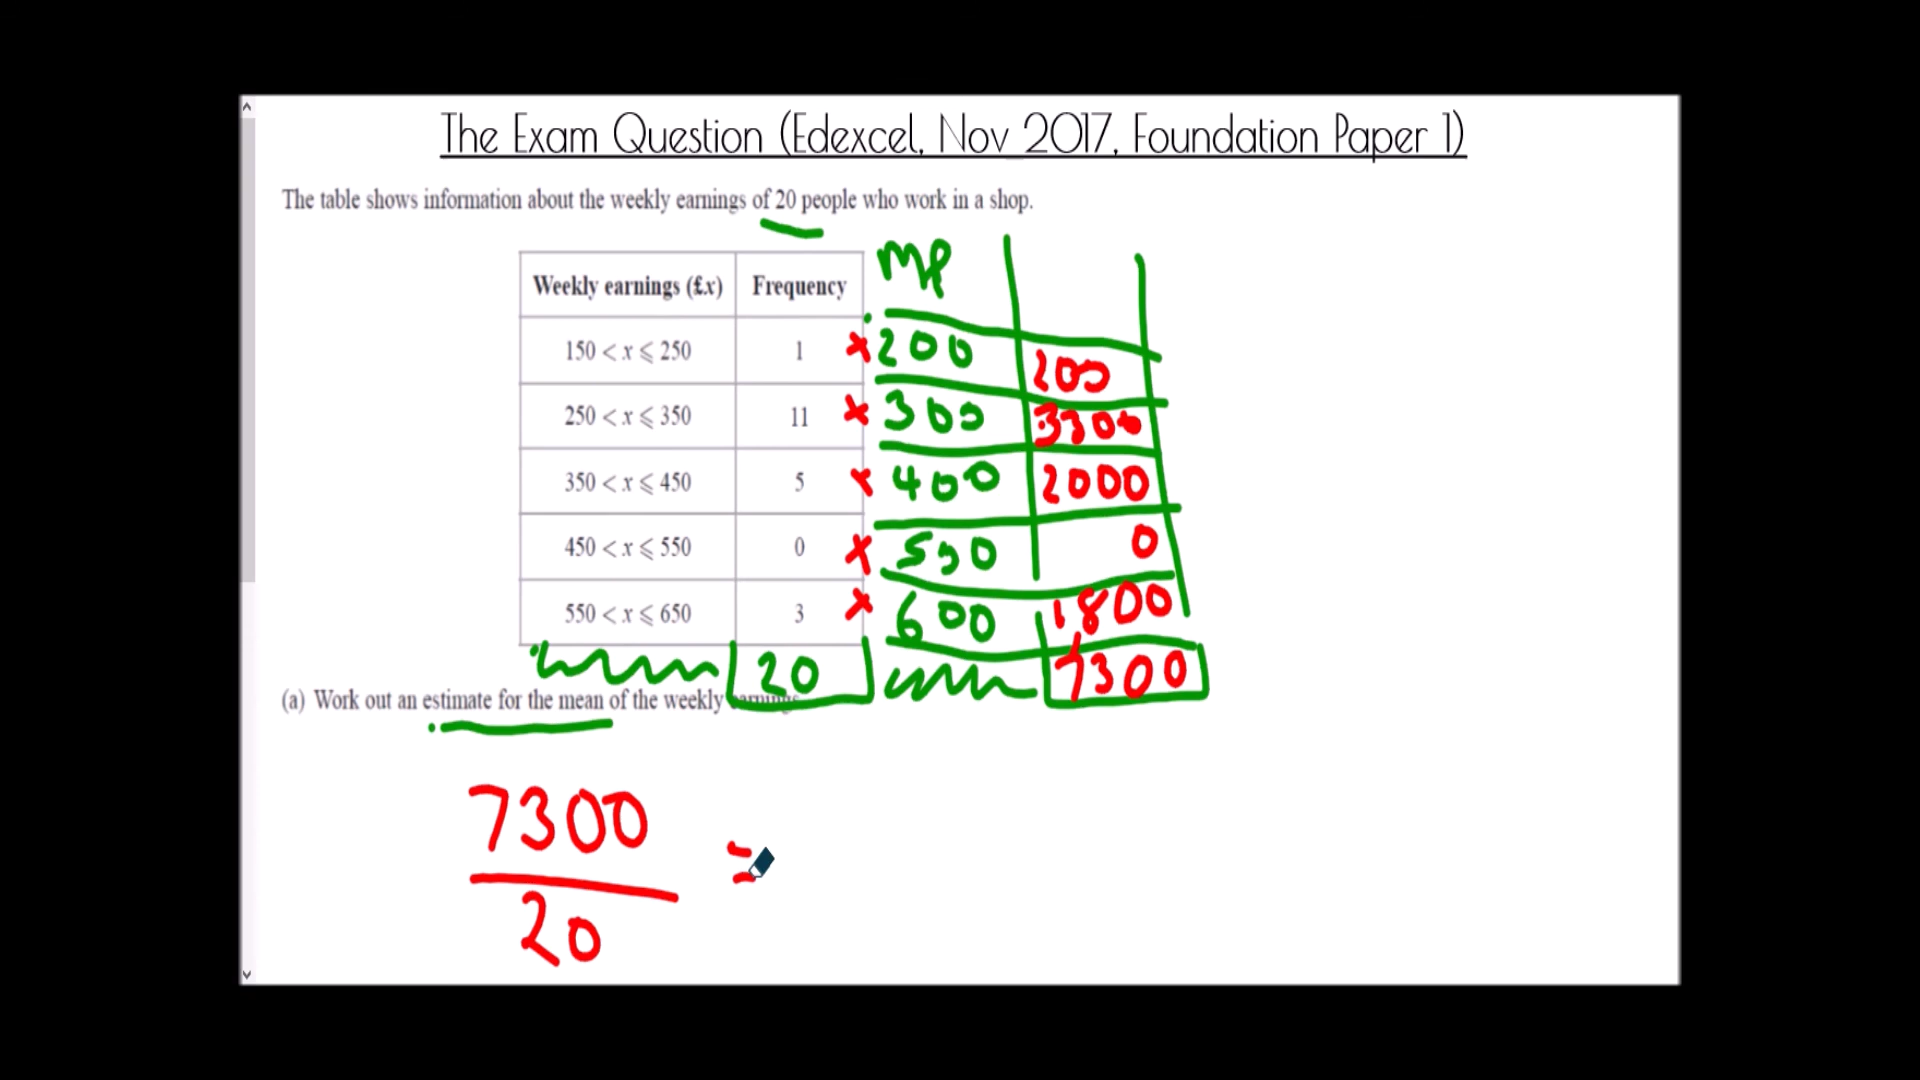 The Exam Question (Edexcel, Nov 2017, Foundation Paper 1)
The table shows information about the weekly earnings of 20 people who work in a shop.
Weekly earnings (£x) Frequency MP
150 < x ⩽ 250 1 × 200 200
250 < x ⩽ 350 11 × 300 3300
350 < x ⩽ 450 5 × 400 2000
450 < x ⩽ 550 0 × 500 0
550 < x ⩽ 650 3 × 600 1800
20 7300
(a) Work out an estimate for the mean of the weekly earnings
7300
=
20